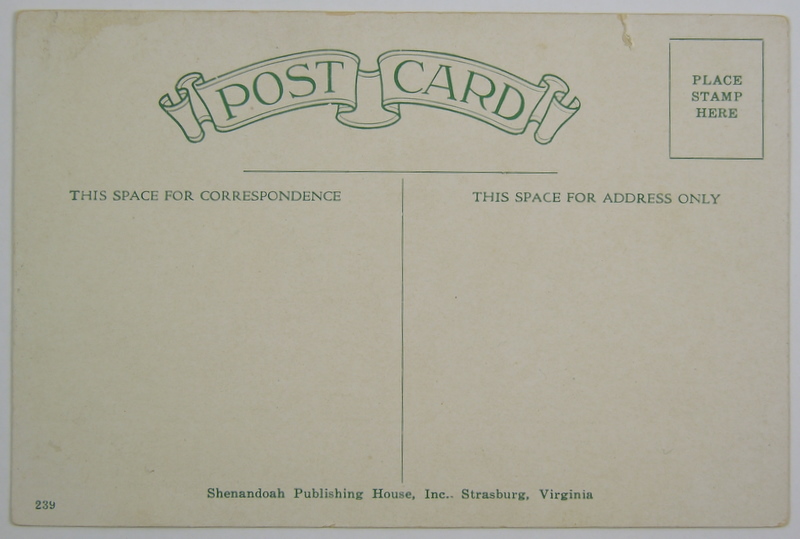 POST CARD
PLACE
STAMP
HERE
THIS SPACE FOR CORRESPONDENCE
THIS SPACE FOR ADDRESS ONLY
Shenandoah Publishing House, Inc.. Strasburg, Virginia
239